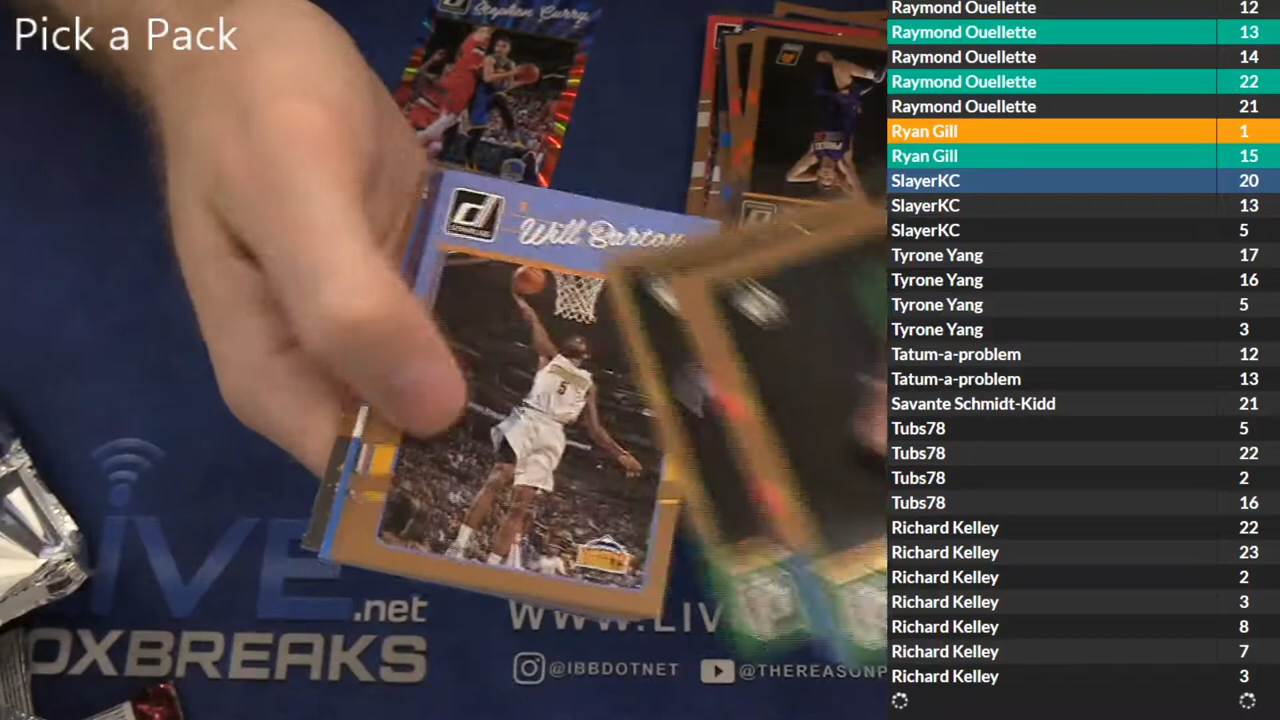 Pick a Pack
Stephen Curry
Will Barton
5
LIVE
.net
OXBREAKS
WWW.LIV
@IBBDOTNET
@THEREASONP
Raymond Ouellette 12
Raymond Ouellette 13
Raymond Ouellette 14
Raymond Ouellette 22
Raymond Ouellette 21
Ryan Gill 1
Ryan Gill 15
SlayerKC 20
SlayerKC 13
SlayerKC 5
Tyrone Yang 17
Tyrone Yang 16
Tyrone Yang 5
Tyrone Yang 3
Tatum-a-problem 12
Tatum-a-problem 13
Savante Schmidt-Kidd 21
Tubs78 5
Tubs78 22
Tubs78 2
Tubs78 16
Richard Kelley 22
Richard Kelley 23
Richard Kelley 2
Richard Kelley 3
Richard Kelley 8
Richard Kelley 7
Richard Kelley 3